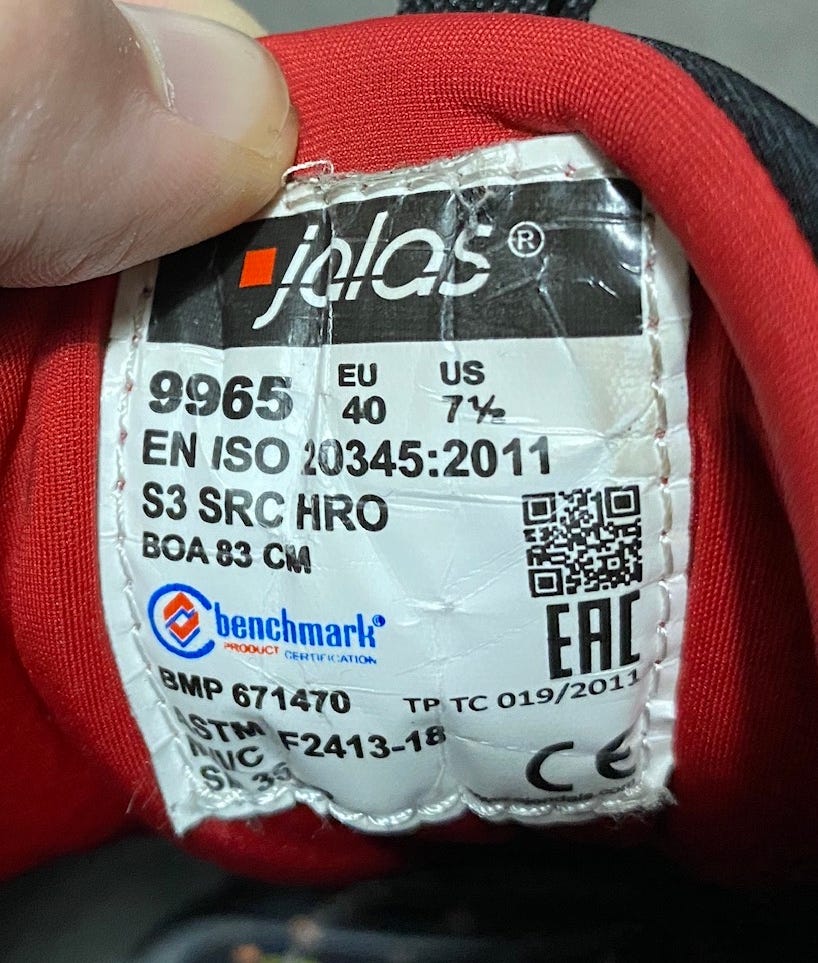 jalas®
9965 EU 40 US 7½
EN ISO 20345:2011
S3 SRC HRO
BOA 83 CM
benchmark®
PRODUCT CERTIFICATION
EAC
BMP 671470
TP TC 019/2011
ASTM F2413-18
CE